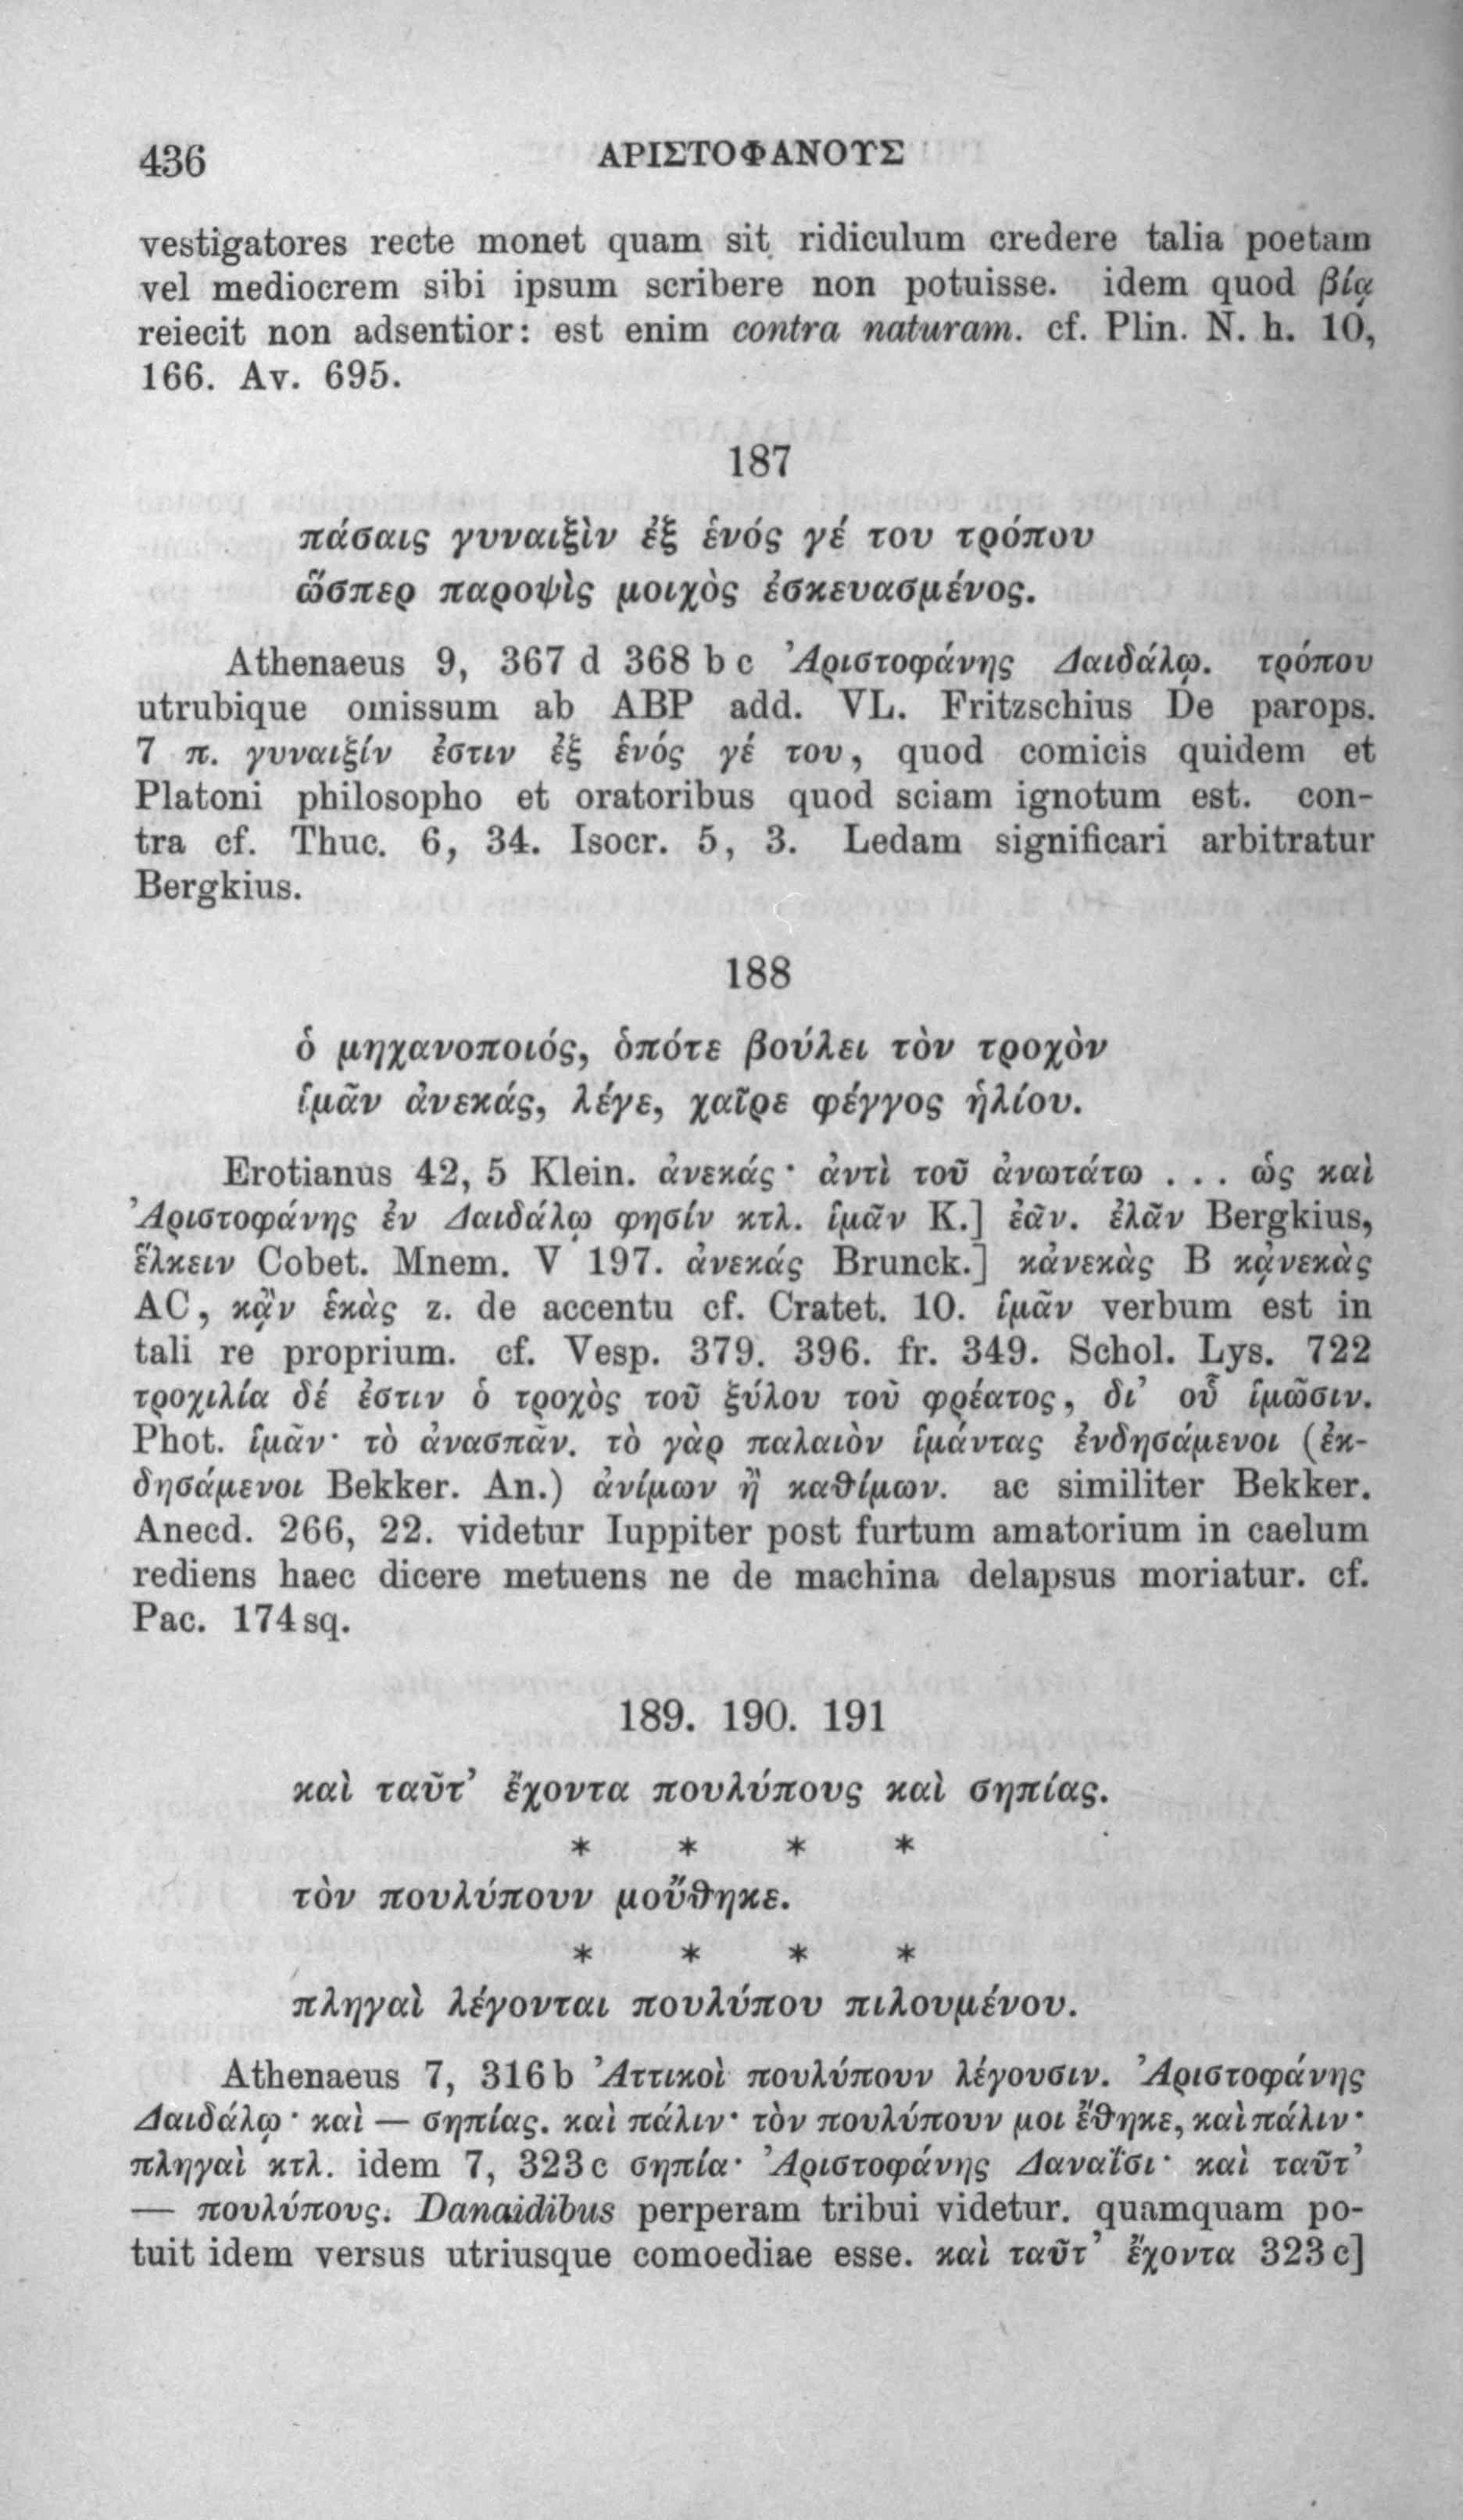 436
ΑΡΙΣΤΟΦΑΝΟΥΣ
vestigatores recte monet quam sit ridiculum credere talia poetam
vel mediocrem sibi ipsum scribere non potuisse. idem quod βίᾳ
reiecit non adsentior: est enim contra naturam. cf. Plin. N. h. 10,
166. Av. 695.
187
πάσαις γυναιξὶν ἐξ ἑνός γέ του τρόπου
ὥσπερ παροψὶς μοιχὸς ἐσκευασμένος.
Athenaeus 9, 367 d 368 b c Ἀριστοφάνης Δαιδάλῳ. τρόπου
utrubique omissum ab ABP add. VL. Fritzschius De parops.
7 π. γυναιξίν ἐστιν ἐξ ἑνός γέ του, quod comicis quidem et
Platoni philosopho et oratoribus quod sciam ignotum est. con-
tra cf. Thuc. 6, 34. Isocr. 5, 3. Ledam significari arbitratur
Bergkius.
188
ὁ μηχανοποιός, ὁπότε βούλει τὸν τροχὸν
ἱμᾶν ἀνεκάς, λέγε, χαῖρε φέγγος ἡλίου.
Erotianus 42, 5 Klein. ἀνεκάς· ἀντὶ τοῦ ἀνωτάτω . . . ὡς καὶ
Ἀριστοφάνης ἐν Δαιδάλῳ φησίν κτλ. ἱμᾶν K.] ἐᾶν. ἐλᾶν Bergkius,
ἕλκειν Cobet. Mnem. V 197. ἀνεκάς Brunck.] κἀνεκὰς B κᾀνεκὰς
AC, κᾂν ἑκὰς z. de accentu cf. Cratet. 10. ἱμᾶν verbum est in
tali re proprium. cf. Vesp. 379. 396. fr. 349. Schol. Lys. 722
τροχιλία δέ ἐστιν ὁ τροχὸς τοῦ ξύλου τοῦ φρέατος, δι’ οὗ ἱμῶσιν.
Phot. ἱμᾶν· τὸ ἀνασπᾶν. τὸ γὰρ παλαιὸν ἱμάντας ἐνδησάμενοι (ἐκ-
δησάμενοι Bekker. An.) ἀνίμων ἢ καθίμων. ac similiter Bekker.
Anecd. 266, 22. videtur Iuppiter post furtum amatorium in caelum
rediens haec dicere metuens ne de machina delapsus moriatur. cf.
Pac. 174 sq.
189. 190. 191
καὶ ταῦτ’ ἔχοντα πουλύπους καὶ σηπίας.
* * * *
τὸν πουλύπουν μοὔθηκε.
* * * *
πληγαὶ λέγονται πουλύπου πιλουμένου.
Athenaeus 7, 316 b Ἀττικοὶ πουλύπουν λέγουσιν. Ἀριστοφάνης
Δαιδάλῳ· καὶ — σηπίας. καὶ πάλιν· τὸν πουλύπουν μοι ἔθηκε, καὶ πάλιν·
πληγαὶ κτλ. idem 7, 323 c σηπία· Ἀριστοφάνης Δαναΐσι· καὶ ταῦτ’
— πουλύπους. Danaidibus perperam tribui videtur. quamquam po-
tuit idem versus utriusque comoediae esse. καὶ ταῦτ’ ἔχοντα 323 c]